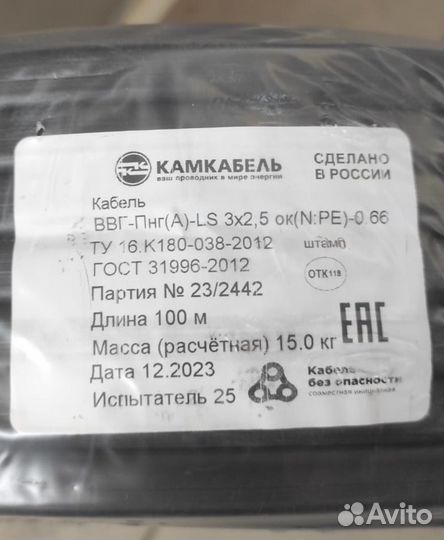 КАМКАБЕЛЬ
ваш проводник в мире энергии
СДЕЛАНО
В РОССИИ
Кабель
ВВГ-Пнг(А)-LS 3х2,5 ок(N:PE)-0.66
ТУ 16.К180-038-2012 штамп
ГОСТ 31996-2012
ОТК 118
Партия № 23/2442
Длина 100 м
Масса (расчётная) 15.0 кг
ЕАС
Дата 12.2023
Испытатель 25
Кабель
без опасности
совместная инициатива
Avito